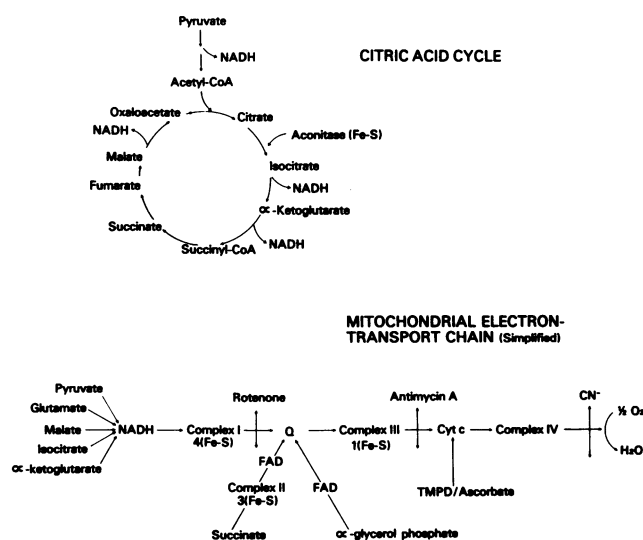 Pyruvate
NADH
CITRIC ACID CYCLE
Acetyl-CoA
Oxaloacetate
Citrate
NADH
Aconitase (Fe-S)
Malate
Isocitrate
NADH
Fumarate
∝-Ketoglutarate
Succinate
NADH
Succinyl-CoA
MITOCHONDRIAL ELECTRON-
TRANSPORT CHAIN (Simplified)
Pyruvate
Glutamate
Malate
Isocitrate
∝-ketoglutarate
NADH
Complex I
4(Fe-S)
Rotenone
Q
FAD
Complex II
3(Fe-S)
Succinate
FAD
∝-glycerol phosphate
Complex III
1(Fe-S)
Antimycin A
Cyt c
TMPD/Ascorbate
Complex IV
CN⁻
½ O₂
H₂O